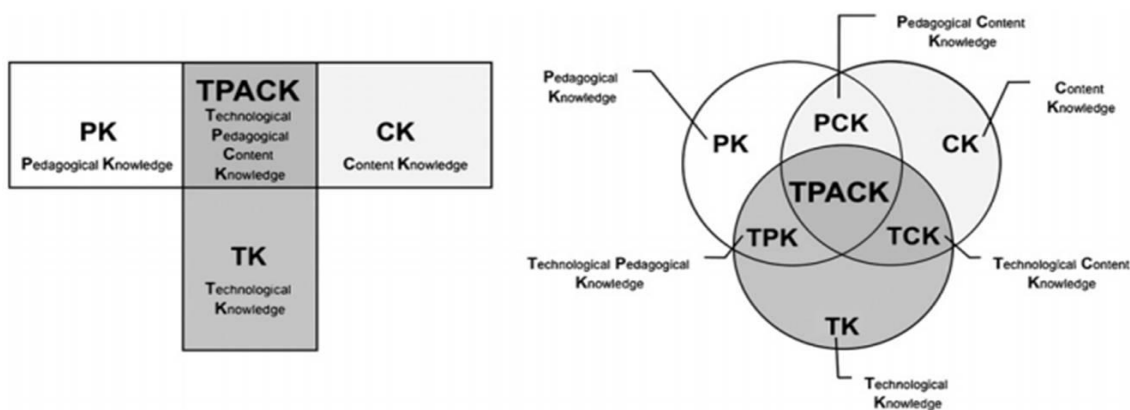 TPACK
Technological
Pedagogical
Content
Knowledge
PK
Pedagogical Knowledge
CK
Content Knowledge
TK
Technological
Knowledge
Pedagogical Content
Knowledge
Pedagogical
Knowledge
Content
Knowledge
PCK
PK
CK
TPACK
TPK
TCK
Technological Pedagogical
Knowledge
Technological Content
Knowledge
TK
Technological
Knowledge